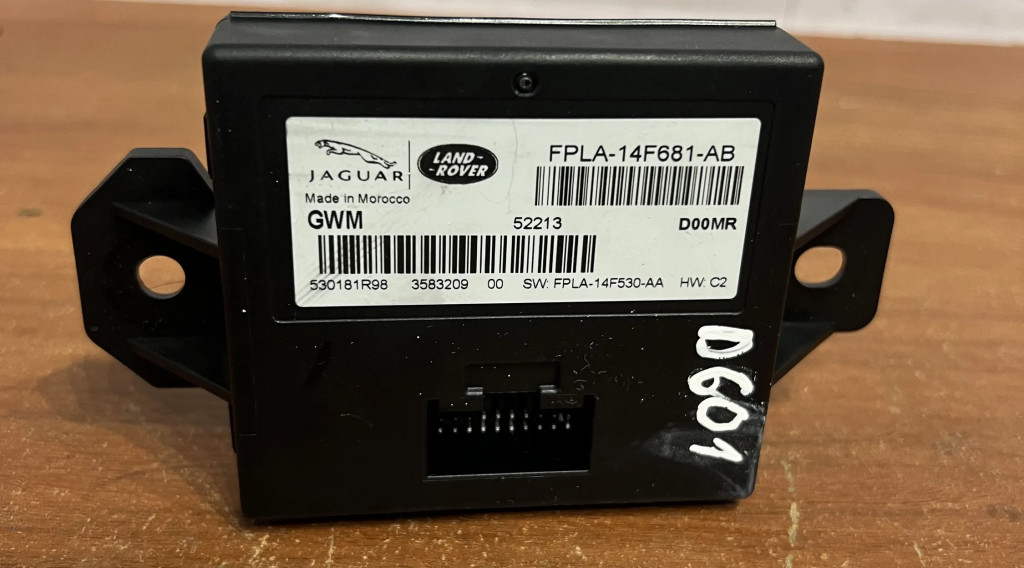 JAGUAR
LAND-
-ROVER
FPLA-14F681-AB
Made in Morocco
GWM 52213 D00MR
530181R98 3583209 00 SW: FPLA-14F530-AA HW: C2
D601